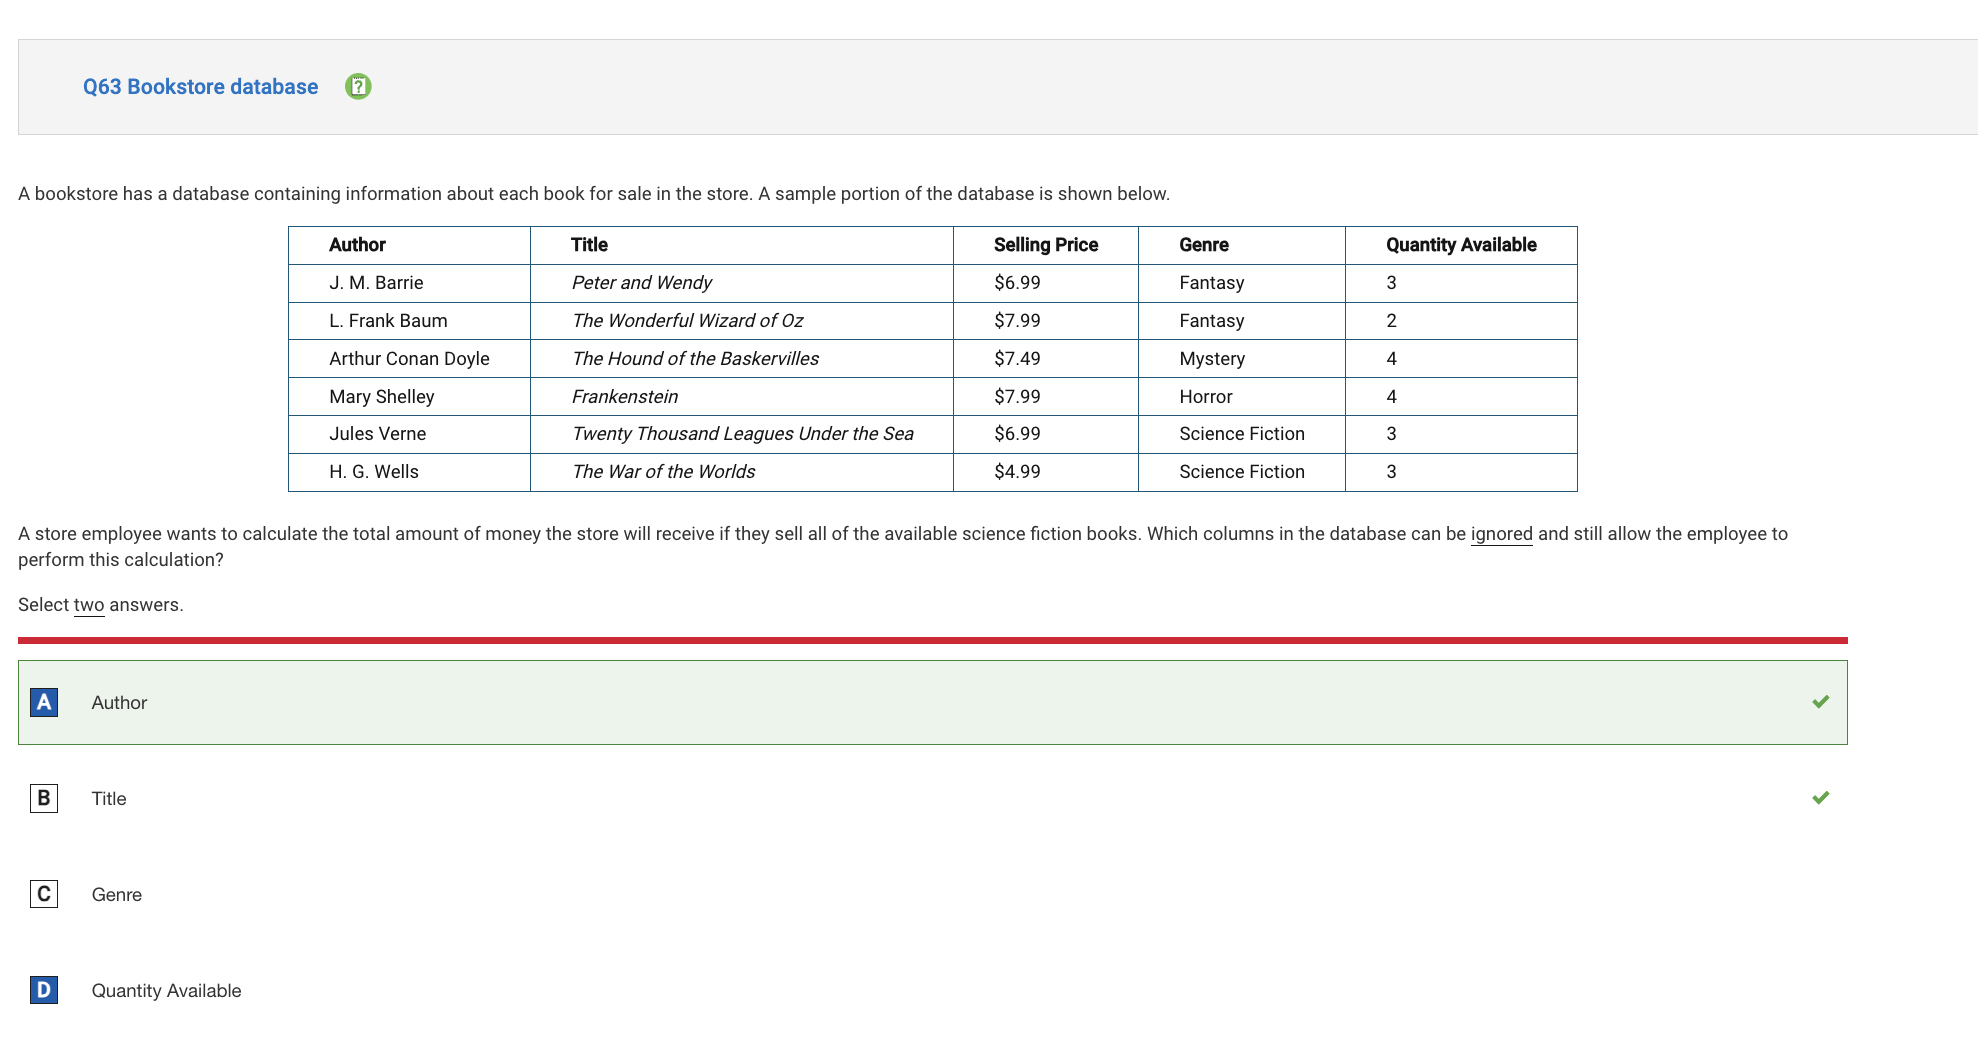 Q63 Bookstore database
A bookstore has a database containing information about each book for sale in the store. A sample portion of the database is shown below.
Author Title Selling Price Genre Quantity Available
J. M. Barrie Peter and Wendy $6.99 Fantasy 3
L. Frank Baum The Wonderful Wizard of Oz $7.99 Fantasy 2
Arthur Conan Doyle The Hound of the Baskervilles $7.49 Mystery 4
Mary Shelley Frankenstein $7.99 Horror 4
Jules Verne Twenty Thousand Leagues Under the Sea $6.99 Science Fiction 3
H. G. Wells The War of the Worlds $4.99 Science Fiction 3
A store employee wants to calculate the total amount of money the store will receive if they sell all of the available science fiction books. Which columns in the database can be ignored and still allow the employee to
perform this calculation?
Select two answers.
A Author
B Title
C Genre
D Quantity Available